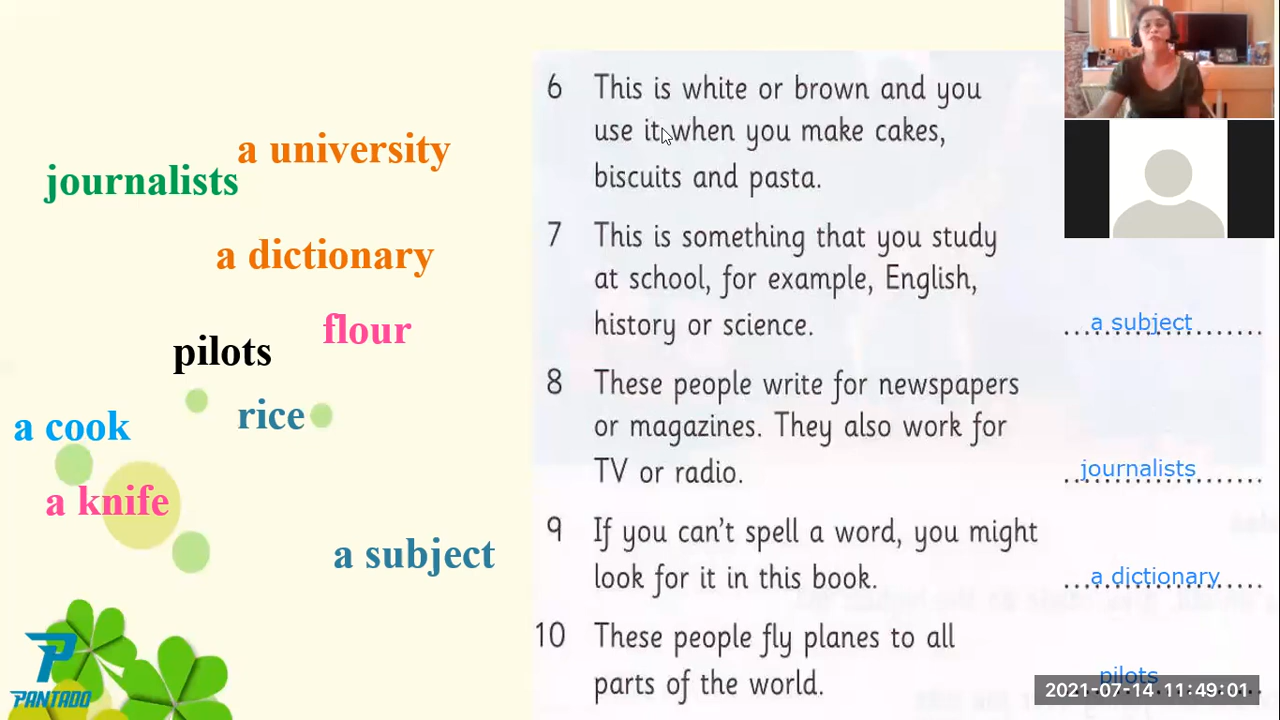 a university
journalists
a dictionary
flour
pilots
rice
a cook
a knife
a subject
PANTADO
6 This is white or brown and you
use it when you make cakes,
biscuits and pasta.
7 This is something that you study
at school, for example, English,
history or science.
a subject
8 These people write for newspapers
or magazines. They also work for
TV or radio.
journalists
9 If you can't spell a word, you might
look for it in this book.
a dictionary
10 These people fly planes to all
parts of the world.
pilots
2021-07-14 11:49:01